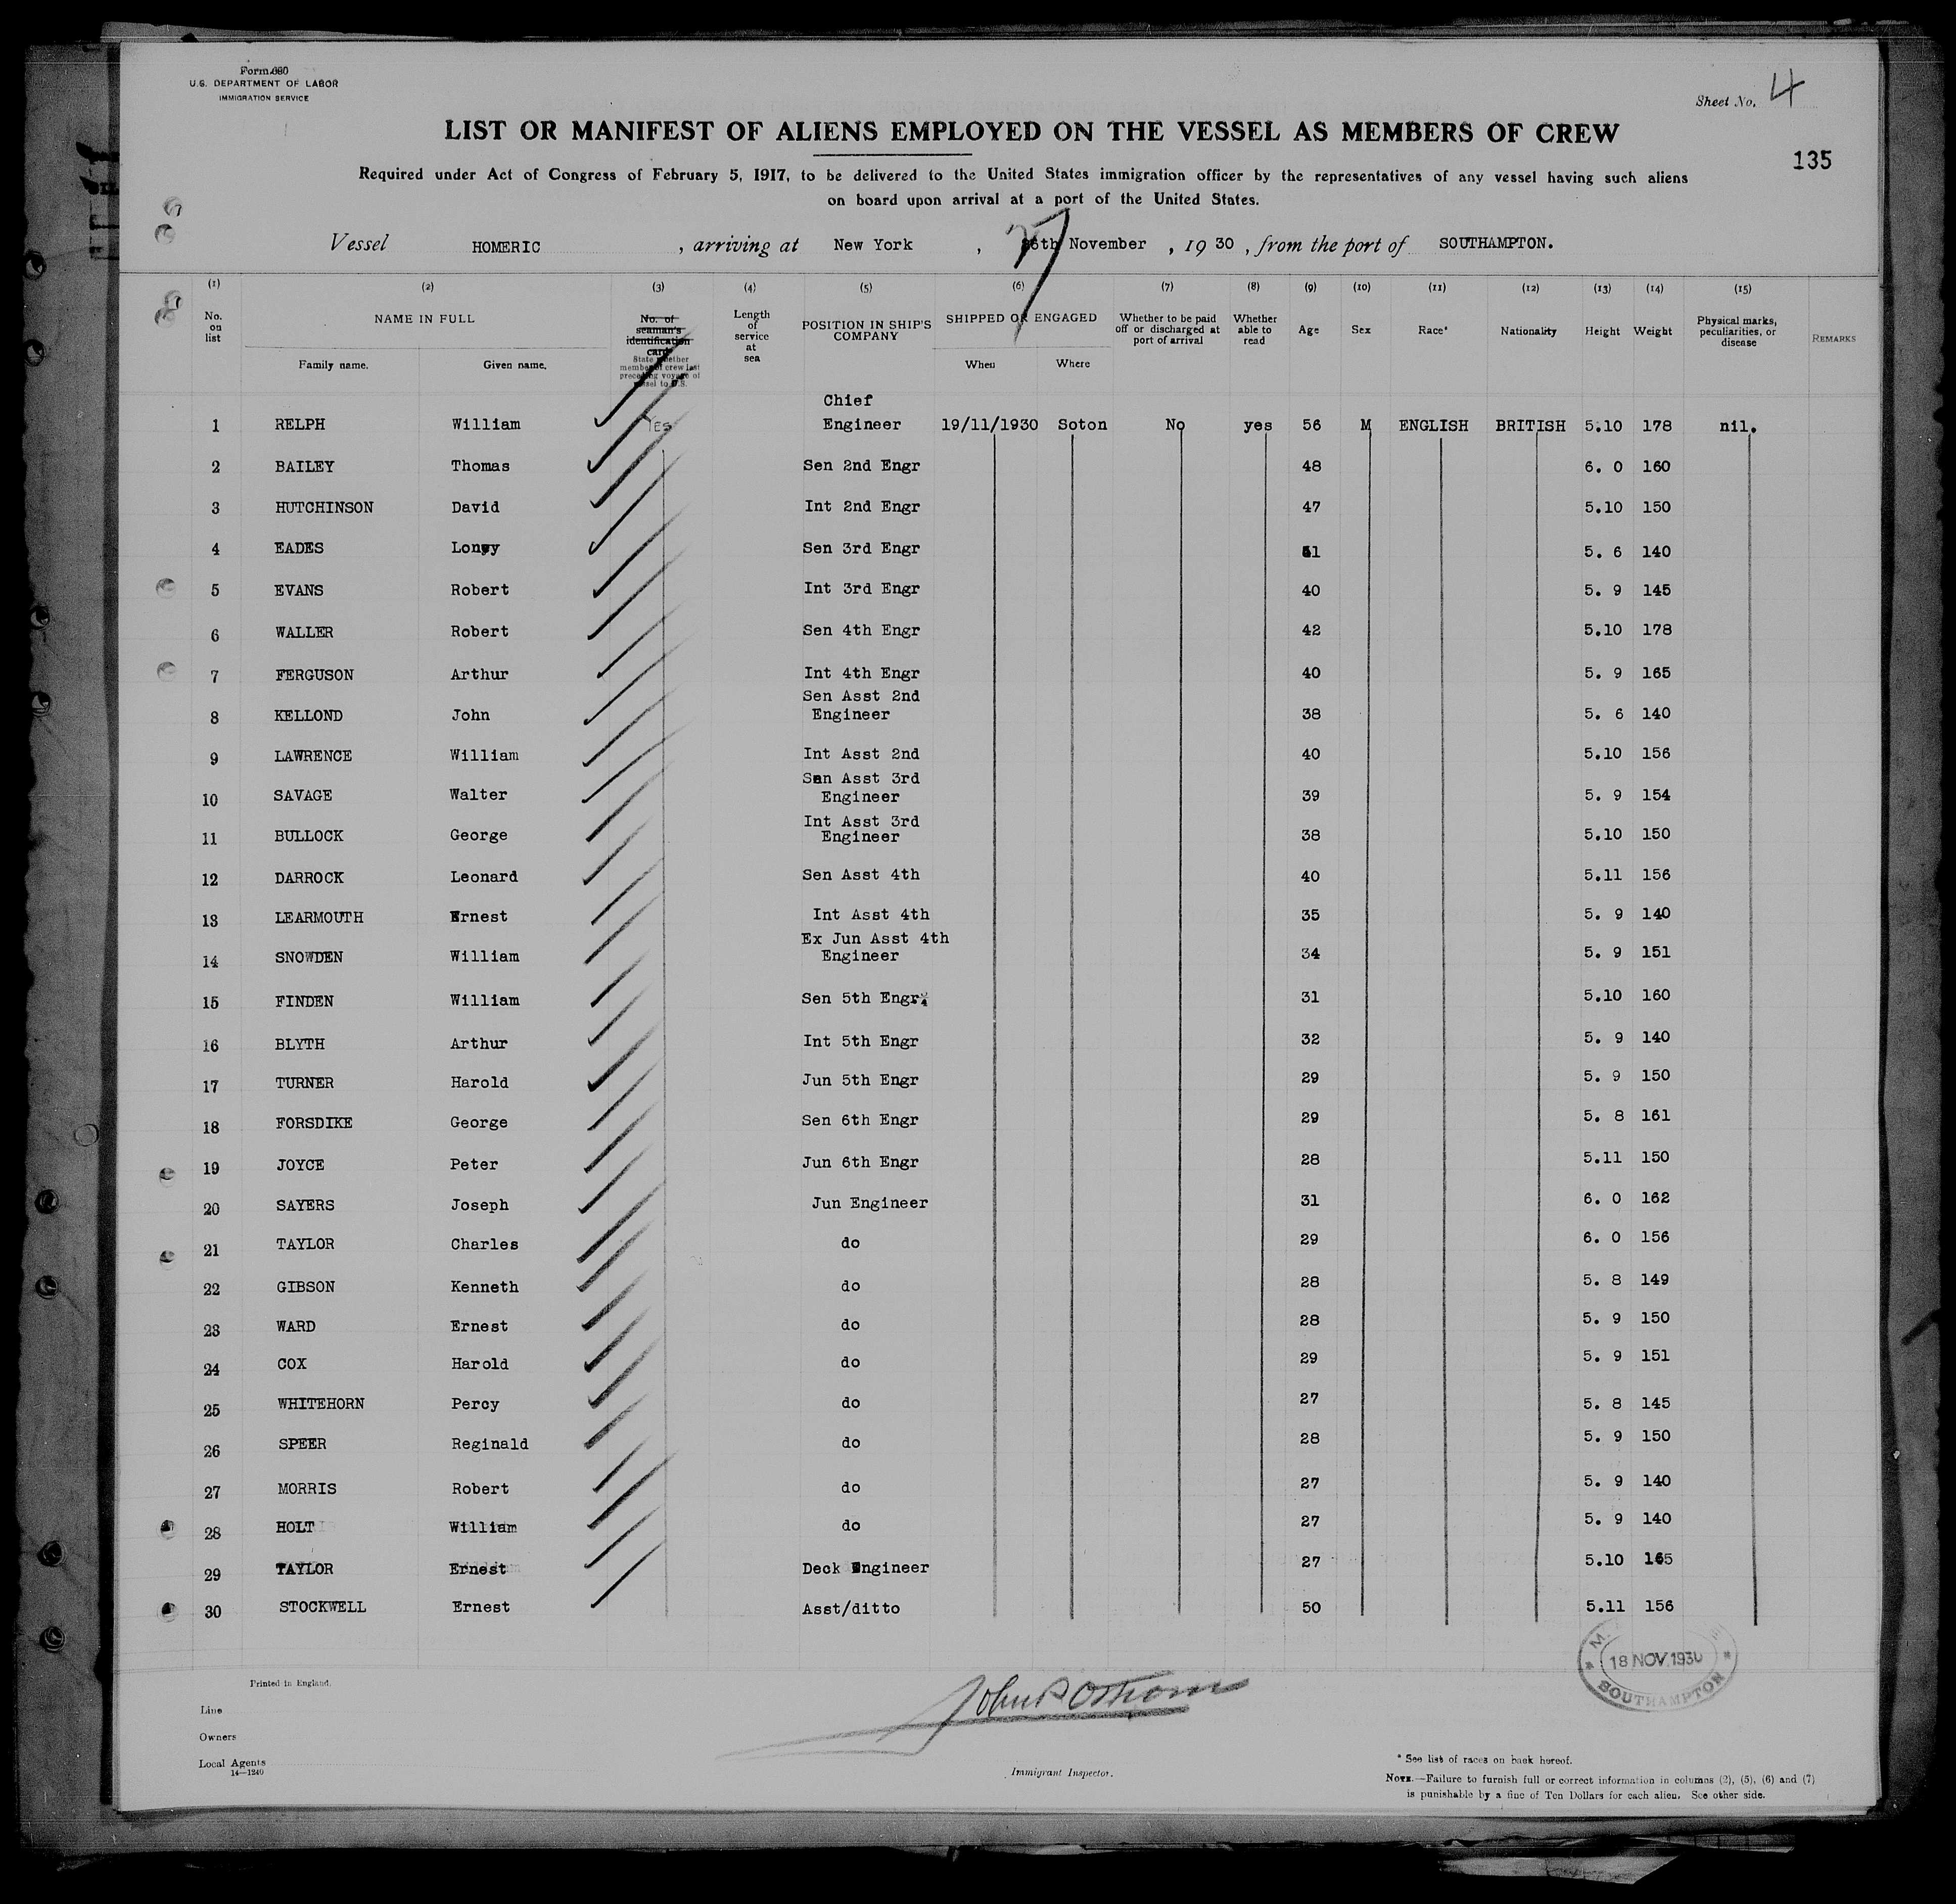 Form 680
U.S. DEPARTMENT OF LABOR
IMMIGRATION SERVICE
Sheet No. 4
LIST OR MANIFEST OF ALIENS EMPLOYED ON THE VESSEL AS MEMBERS OF CREW
135
Required under Act of Congress of February 5, 1917, to be delivered to the United States immigration officer by the representatives of any vessel having such aliens
on board upon arrival at a port of the United States.
Vessel HOMERIC, arriving at New York, 27 26th November, 1930, from the port of SOUTHAMPTON.
(1) (2) (3) (4) (5) (6) (7) (8) (9) (10) (11) (12) (13) (14) (15)
No. on list NAME IN FULL Family name. Given name. No. of seaman's identification card State whether member of crew last preceding voyage of vessel to U.S. Length of service at sea POSITION IN SHIP'S COMPANY SHIPPED OR ENGAGED When Where Whether to be paid off or discharged at port of arrival Whether able to read Age Sex Race* Nationality Height Weight Physical marks, peculiarities, or disease REMARKS
1 RELPH William Yes Chief Engineer 19/11/1930 Soton No yes 56 M ENGLISH BRITISH 5.10 178 nil.
2 BAILEY Thomas Sen 2nd Engr 48 6. 0 160
3 HUTCHINSON David Int 2nd Engr 47 5.10 150
4 EADES Sen 3rd Engr 5. 6 140
5 EVANS Robert Int 3rd Engr 40 5. 9 145
6 WALLER Robert Sen 4th Engr 42 5.10 178
7 FERGUSON Arthur Int 4th Engr 40 5. 9 165
8 KELLOND John Sen Asst 2nd Engineer 38 5. 6 140
9 LAWRENCE William Int Asst 2nd 40 5.10 156
10 SAVAGE Walter Sen Asst 3rd Engineer 39 5. 9 154
11 BULLOCK George Int Asst 3rd Engineer 38 5.10 150
12 DARROCK Leonard Sen Asst 4th 40 5.11 156
13 LEARMOUTH Ernest Int Asst 4th 35 5. 9 140
14 SNOWDEN William Ex Jun Asst 4th Engineer 34 5. 9 151
15 FINDEN William Sen 5th Engr 31 5.10 160
16 BLYTH Arthur Int 5th Engr 32 5. 9 140
17 TURNER Harold Jun 5th Engr 29 5. 9 150
18 FORSDIKE George Sen 6th Engr 29 5. 8 161
19 JOYCE Peter Jun 6th Engr 28 5.11 150
20 SAYERS Joseph Jun Engineer 31 6. 0 162
21 TAYLOR Charles do 29 6. 0 156
22 GIBSON Kenneth do 28 5. 8 149
23 WARD Ernest do 28 5. 9 150
24 COX Harold do 29 5. 9 151
25 WHITEHORN Percy do 27 5. 8 145
26 SPEER Reginald do 28 5. 9 150
27 MORRIS Robert do 27 5. 9 140
28 HOLT William do 27 5. 9 140
29 TAYLOR Ernest Deck Engineer 27 5.10 165
30 STOCKWELL Ernest Asst/ditto 50 5.11 156
18 NOV 1930
SOUTHAMPTON
Printed in England.
Line
Owners
Local Agents
14—1240
Immigrant Inspector.
* See list of races on back hereof.
NOTE.—Failure to furnish full or correct information in columns (2), (5), (6) and (7)
is punishable by a fine of Ten Dollars for each alien. See other side.